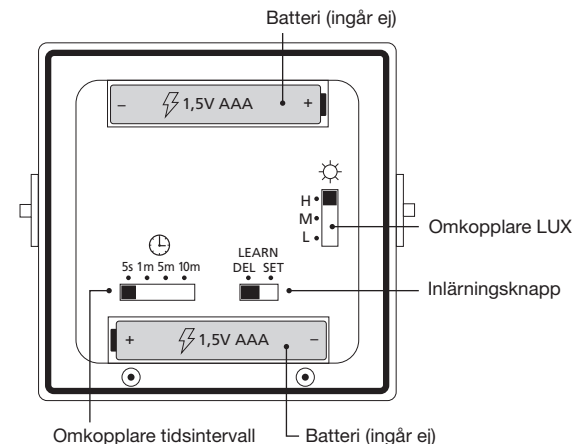 Batteri (ingår ej)
– 1,5V AAA +
H
M
L
Omkopplare LUX
5s 1m 5m 10m
LEARN
DEL SET
Inlärningsknapp
+ 1,5V AAA –
Omkopplare tidsintervall
Batteri (ingår ej)